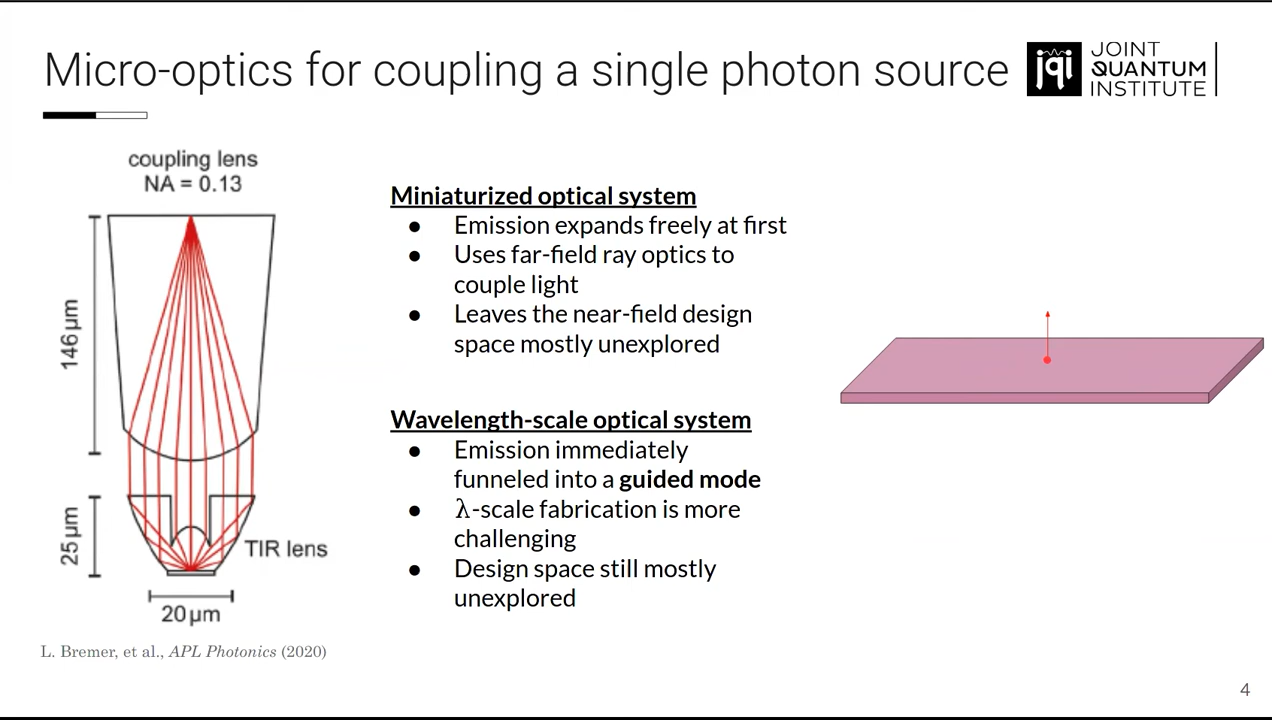 Micro-optics for coupling a single photon source
jqi
JOINT
QUANTUM
INSTITUTE
coupling lens
NA = 0.13
146 µm
25 µm
TIR lens
20 µm
L. Bremer, et al., APL Photonics (2020)
Miniaturized optical system
● Emission expands freely at first
● Uses far-field ray optics to
couple light
● Leaves the near-field design
space mostly unexplored
Wavelength-scale optical system
● Emission immediately
funneled into a guided mode
● λ-scale fabrication is more
challenging
● Design space still mostly
unexplored
4